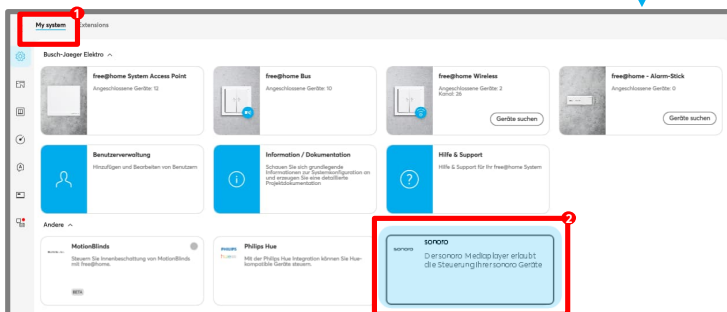 1
My system
Extensions
Busch-Jaeger Elektro
free@home System Access Point
Angeschlossene Geräte: 12
free@home Bus
Angeschlossene Geräte: 10
free@home Wireless
Angeschlossene Geräte: 2
Kanal: 26
Geräte suchen
free@home - Alarm-Stick
Angeschlossene Geräte: 0
Geräte suchen
Benutzerverwaltung
Hinzufügen und Bearbeiten von Benutzern
Information / Dokumentation
Schauen Sie sich grundlegende
Informationen zur Systemkonfiguration an
und erzeugen Sie eine detaillierte
Projektdokumentation
Hilfe & Support
Hilfe & Support für Ihr free@home System
Andere
2
MotionBlinds
Steuern Sie Innenbeschattung von MotionBlinds
mit free@home.
BETA
PHILIPS
hue
Philips Hue
Mit der Philips Hue Integration können Sie Hue-
kompatible Geräte steuern.
sonoro
sonoro
Der sonoro Mediaplayer erlaubt
die Steuerung Ihrer sonoro Geräte